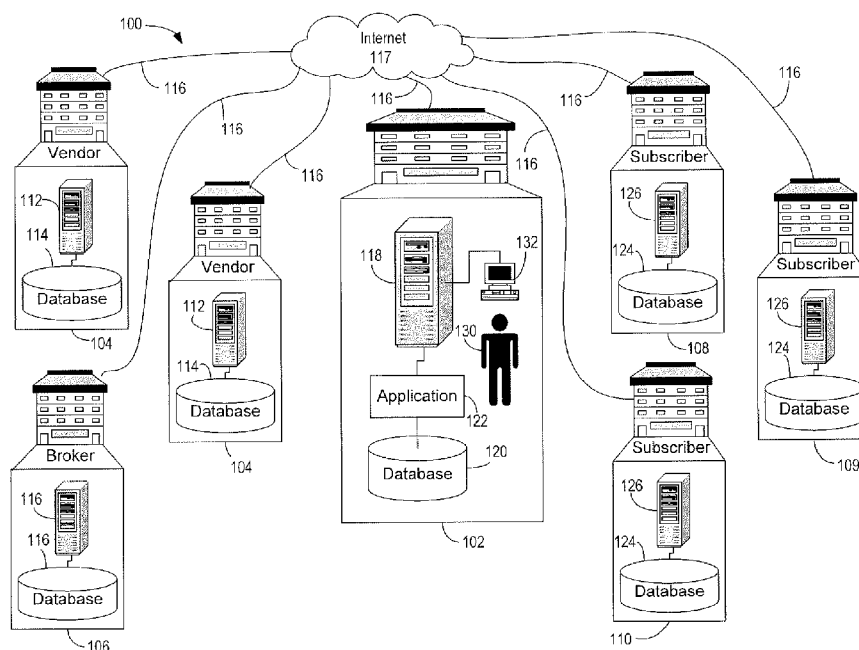 100
Internet
117
116
116
116
116
116
116
116
Vendor
112
114
Database
104
Vendor
112
114
Database
104
Broker
116
116
Database
106
118
132
130
Application
122
Database
120
102
Subscriber
126
124
Database
108
Subscriber
126
124
Database
109
Subscriber
126
124
Database
110